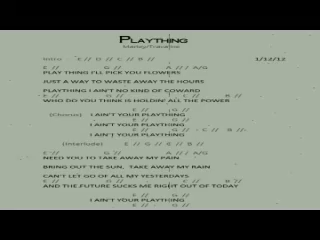 Plaything
Intro E // D // C // B // 1/12/12
E // G // A // A/G
Play thing I'll pick you flowers
Just a way to waste away the hours
Plaything I ain't no kind of coward
E // G // C // B //
Who do you think is holdin' all the power
E // G //
(Chorus) I ain't your plaything
E // G //
I ain't your plaything
E // G // C // B //
I ain't your plaything
(Interlude) E // G // E // B //
E // G // A // A/G
Need you to take away my pain
Bring out the sun, take away my rain
Can't let go of all my yesterdays
E // G // C // B //
And the future sucks me right out of today
E // G //
I ain't your plaything